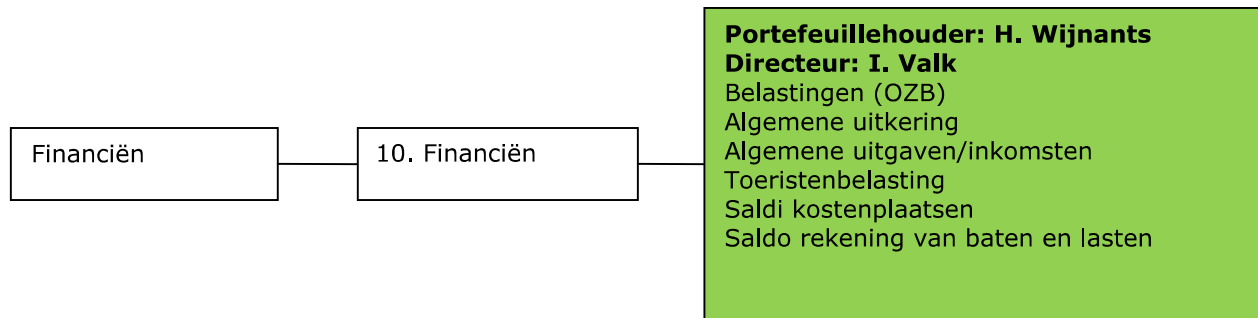 Financiën
10. Financiën
Portefeuillehouder: H. Wijnants
Directeur: I. Valk
Belastingen (OZB)
Algemene uitkering
Algemene uitgaven/inkomsten
Toeristenbelasting
Saldi kostenplaatsen
Saldo rekening van baten en lasten